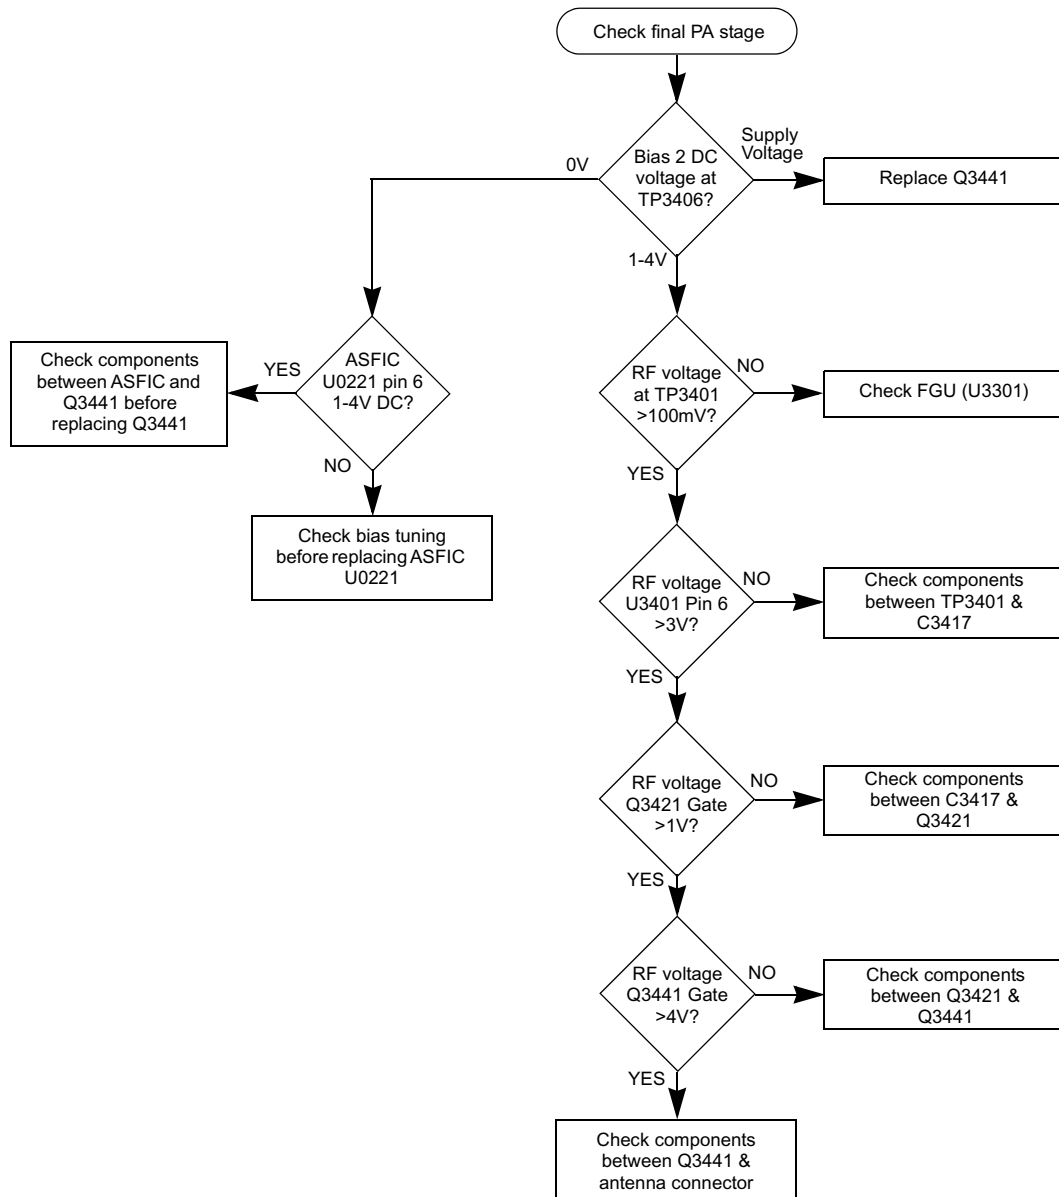 Check final PA stage
Bias 2 DC
voltage at
TP3406?
Supply
Voltage
Replace Q3441
0V
1-4V
ASFIC
U0221 pin 6
1-4V DC?
YES
Check components
between ASFIC and
Q3441 before
replacing Q3441
NO
Check bias tuning
before replacing ASFIC
U0221
RF voltage
at TP3401
>100mV?
NO
Check FGU (U3301)
YES
RF voltage
U3401 Pin 6
>3V?
NO
Check components
between TP3401 &
C3417
YES
RF voltage
Q3421 Gate
>1V?
NO
Check components
between C3417 &
Q3421
YES
RF voltage
Q3441 Gate
>4V?
NO
Check components
between Q3421 &
Q3441
YES
Check components
between Q3441 &
antenna connector